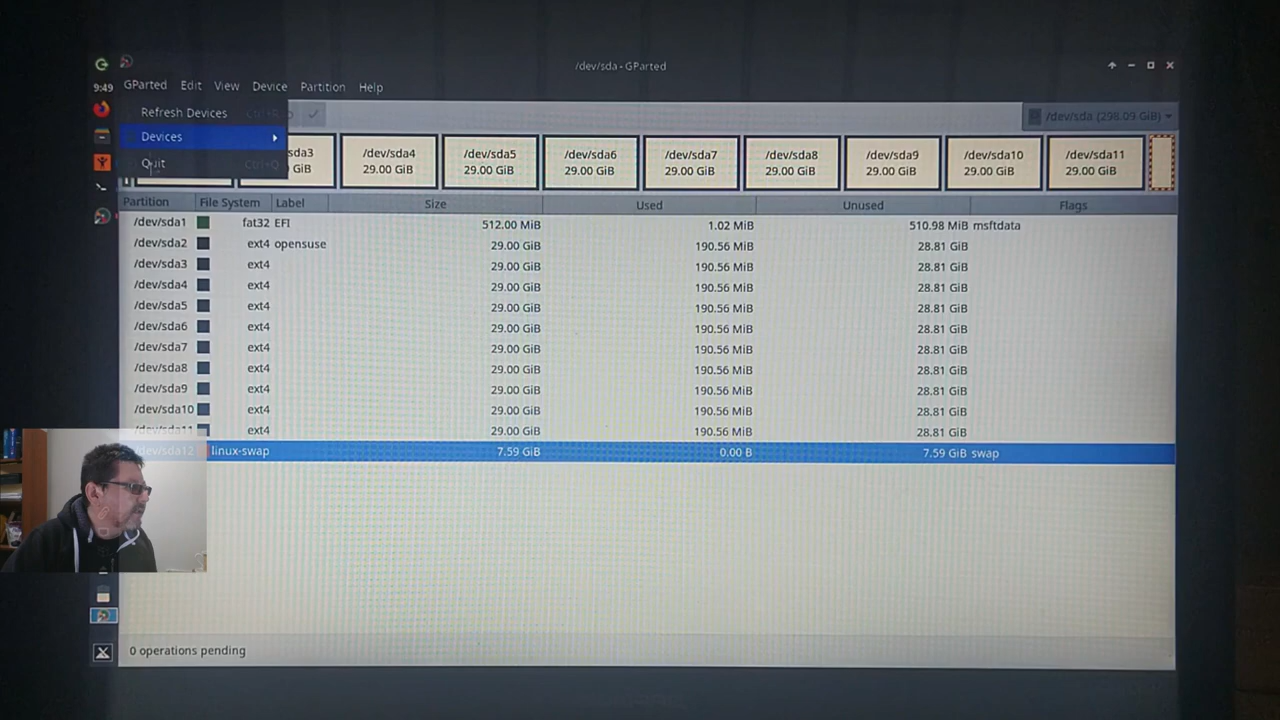 /dev/sda - GParted
9:49
GParted Edit View Device Partition Help
Refresh Devices
Devices
Quit Ctrl+Q
/dev/sda (298.09 GiB)
sda3
29.00 GiB
/dev/sda4
29.00 GiB
/dev/sda5
29.00 GiB
/dev/sda6
29.00 GiB
/dev/sda7
29.00 GiB
/dev/sda8
29.00 GiB
/dev/sda9
29.00 GiB
/dev/sda10
29.00 GiB
/dev/sda11
29.00 GiB
Partition File System Label Size Used Unused Flags
/dev/sda1 fat32 EFI 512.00 MiB 1.02 MiB 510.98 MiB msftdata
/dev/sda2 ext4 opensuse 29.00 GiB 190.56 MiB 28.81 GiB
/dev/sda3 ext4 29.00 GiB 190.56 MiB 28.81 GiB
/dev/sda4 ext4 29.00 GiB 190.56 MiB 28.81 GiB
/dev/sda5 ext4 29.00 GiB 190.56 MiB 28.81 GiB
/dev/sda6 ext4 29.00 GiB 190.56 MiB 28.81 GiB
/dev/sda7 ext4 29.00 GiB 190.56 MiB 28.81 GiB
/dev/sda8 ext4 29.00 GiB 190.56 MiB 28.81 GiB
/dev/sda9 ext4 29.00 GiB 190.56 MiB 28.81 GiB
/dev/sda10 ext4 29.00 GiB 190.56 MiB 28.81 GiB
/dev/sda11 ext4 29.00 GiB 190.56 MiB 28.81 GiB
/dev/sda12 linux-swap 7.59 GiB 0.00 B 7.59 GiB swap
0 operations pending